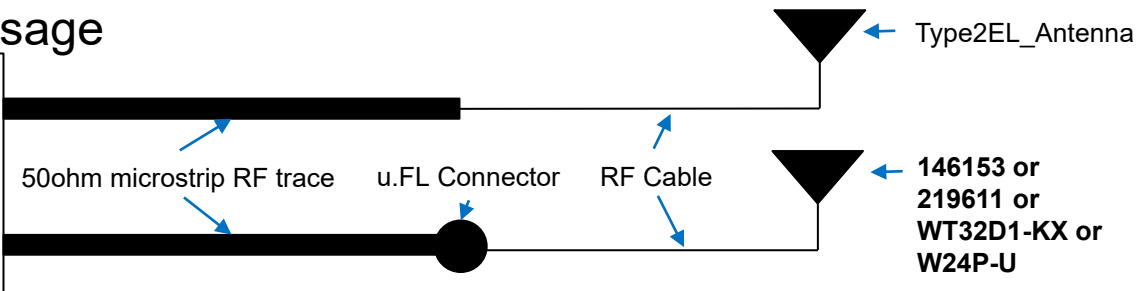 sage
Type2EL_Antenna
50ohm microstrip RF trace
u.FL Connector
RF Cable
146153 or
219611 or
WT32D1-KX or
W24P-U